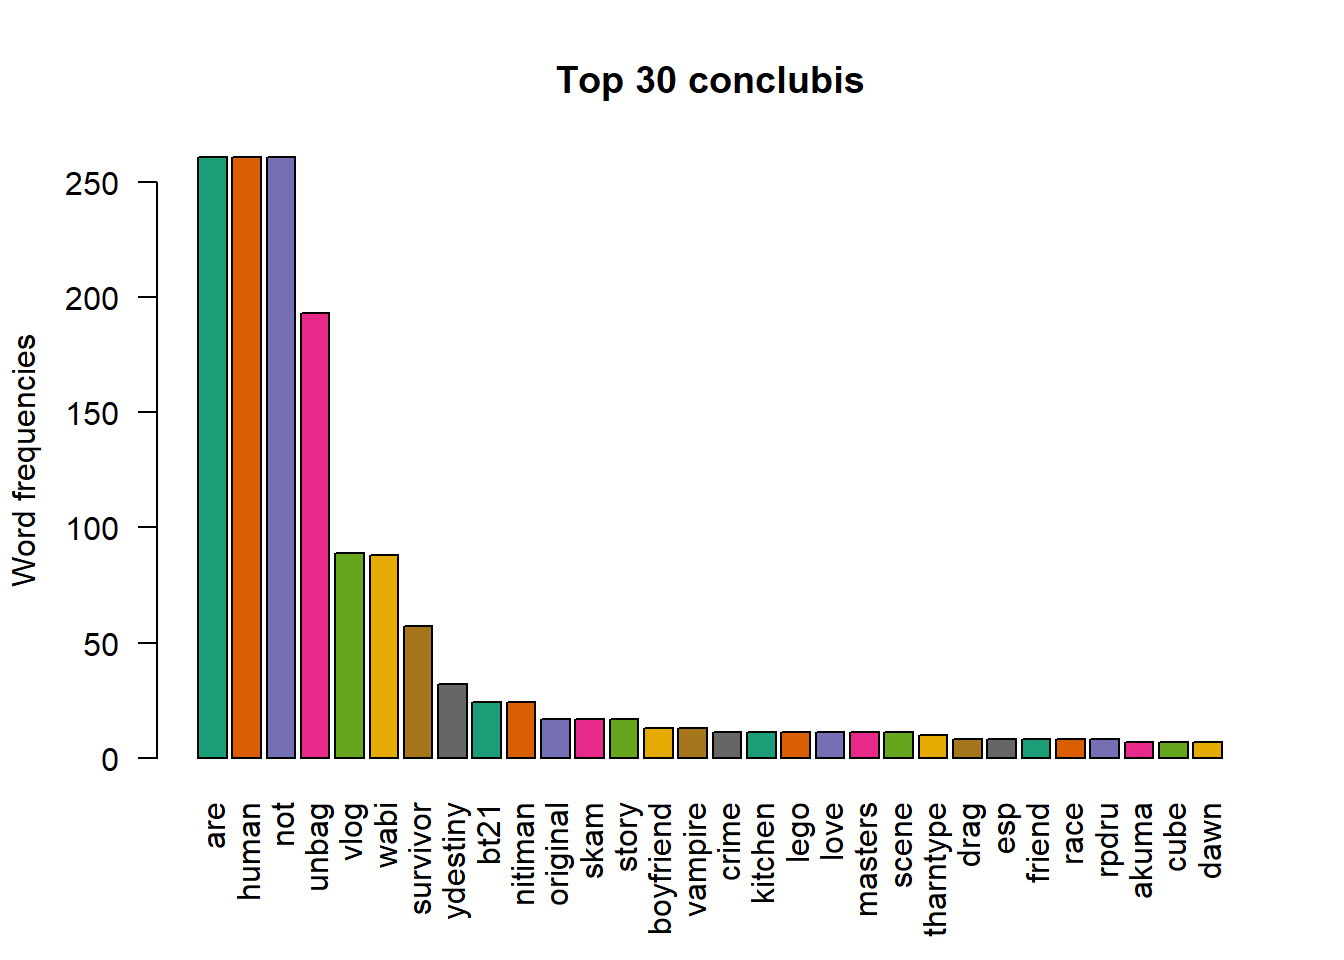 Top 30 conclubis
Word frequencies
250
200
150
100
50
0
are
human
not
unbag
vlog
wabi
survivor
ydestiny
bt21
nitiman
original
skam
story
boyfriend
vampire
crime
kitchen
lego
love
masters
scene
tharntype
drag
esp
friend
race
rpdru
akuma
cube
dawn